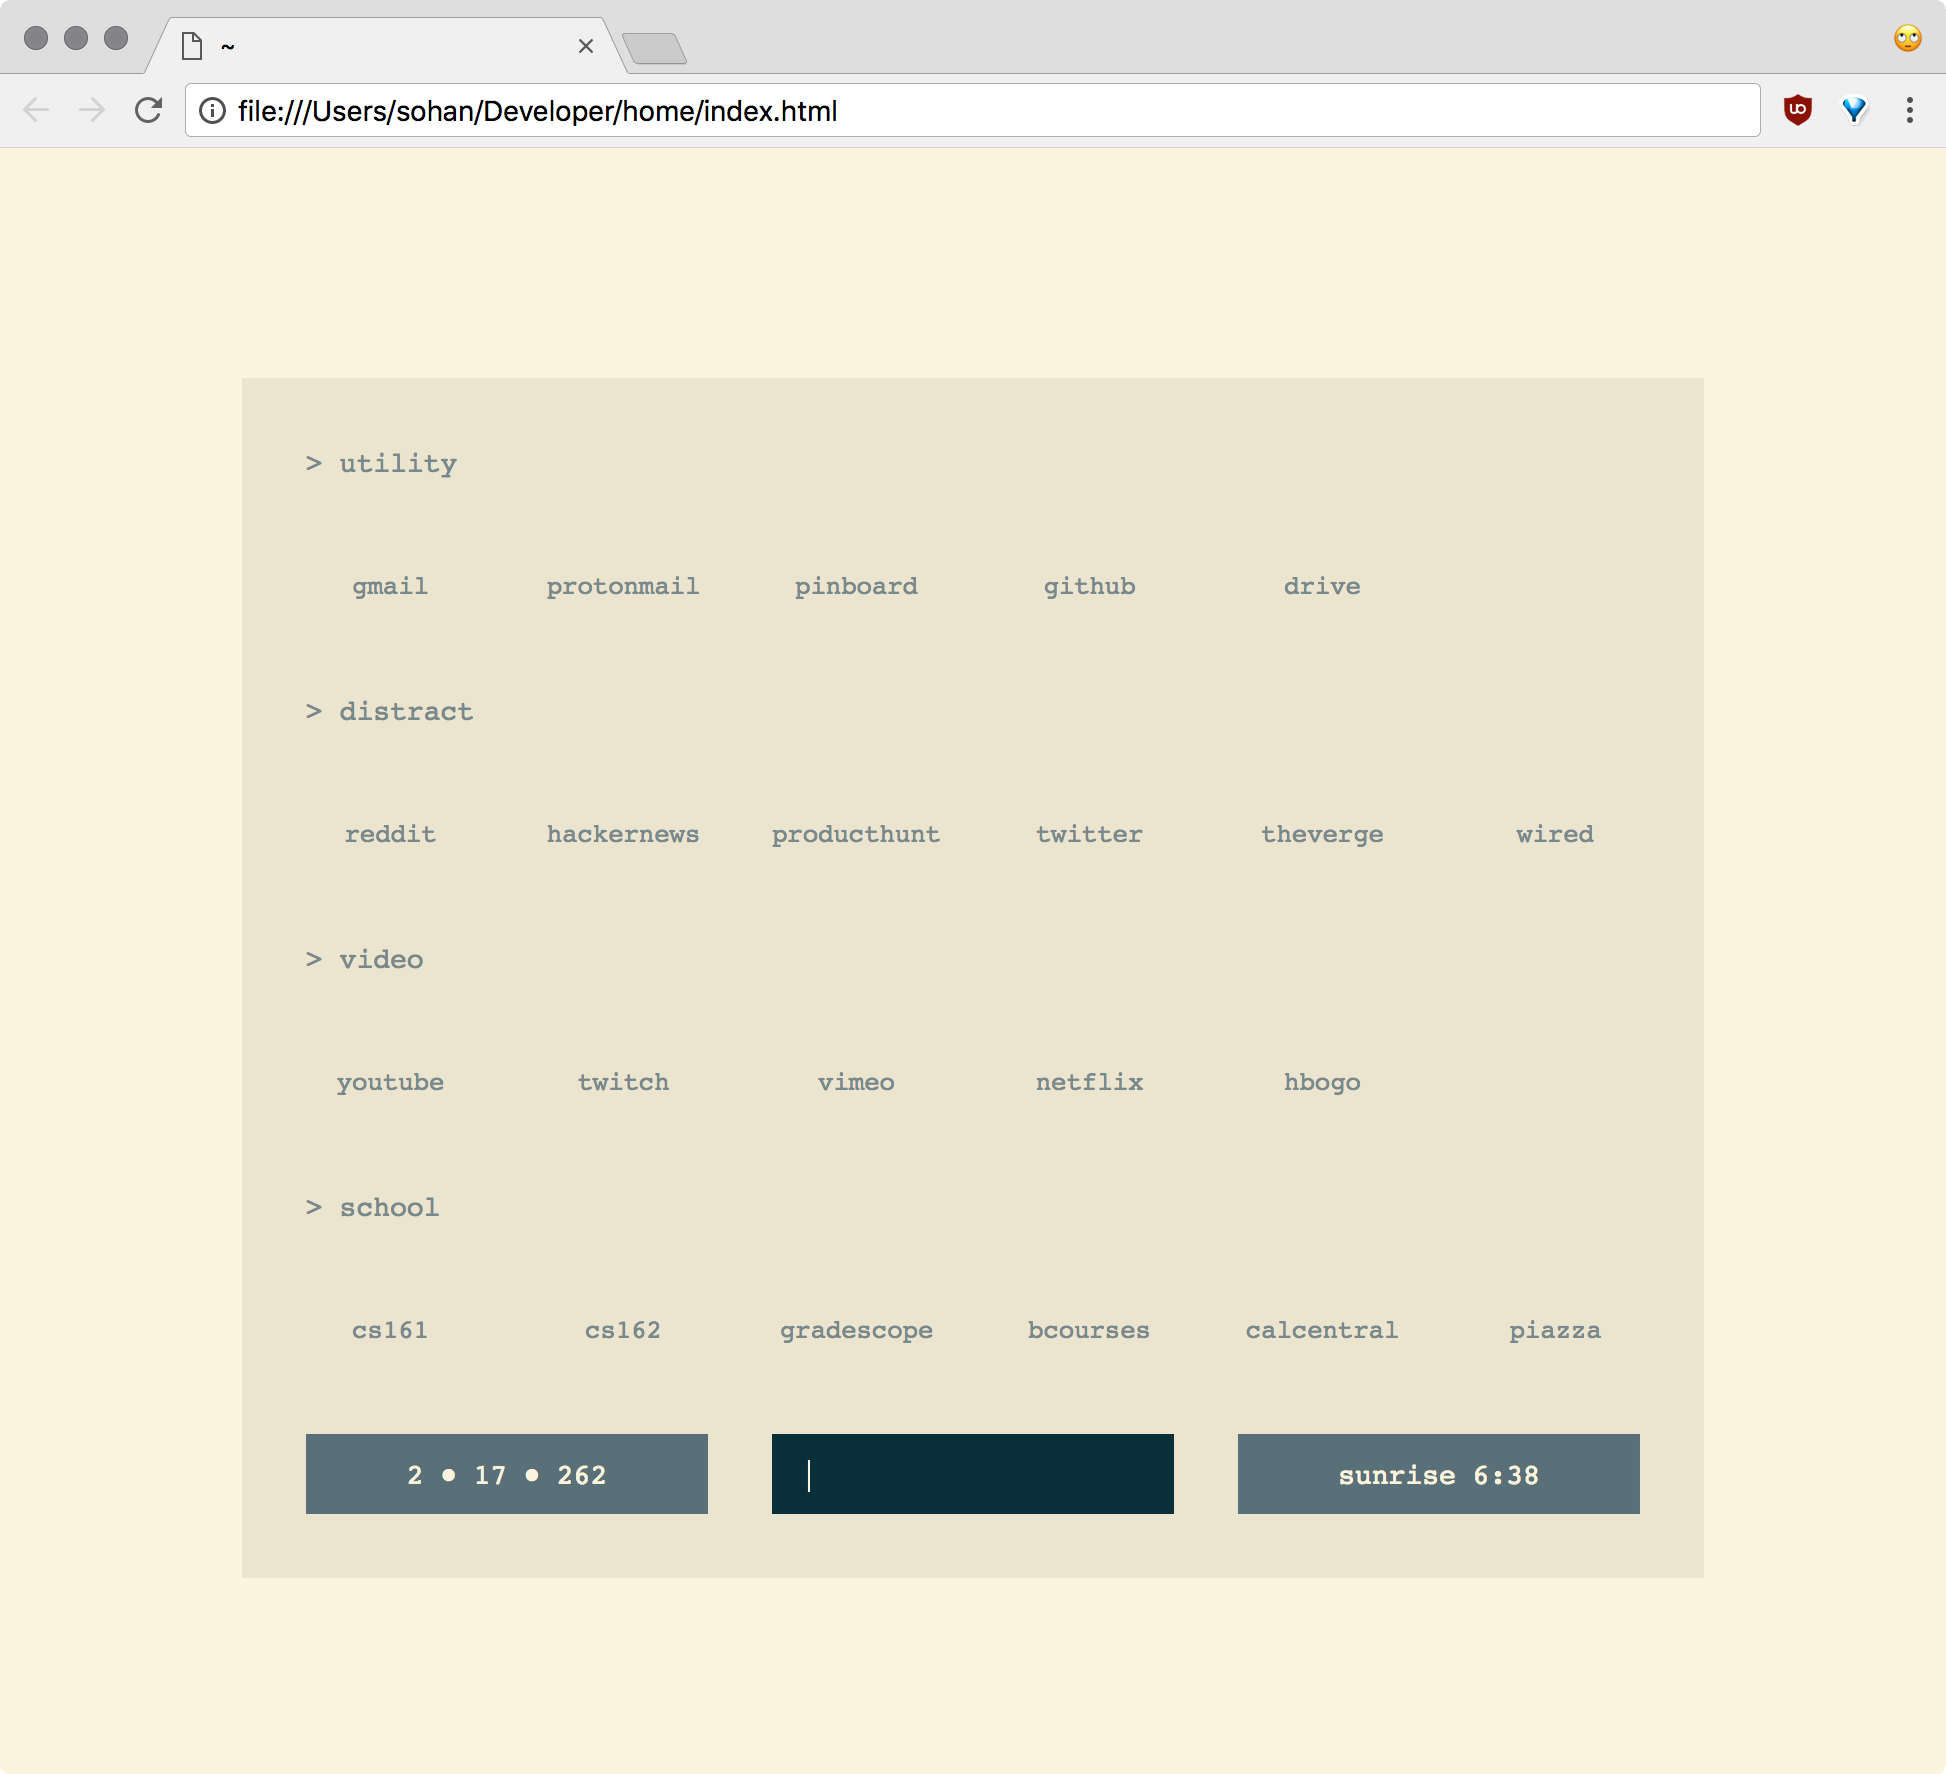 ~
file:///Users/sohan/Developer/home/index.html
> utility
gmail protonmail pinboard github drive
> distract
reddit hackernews producthunt twitter theverge wired
> video
youtube twitch vimeo netflix hbogo
> school
cs161 cs162 gradescope bcourses calcentral piazza
2 • 17 • 262 sunrise 6:38